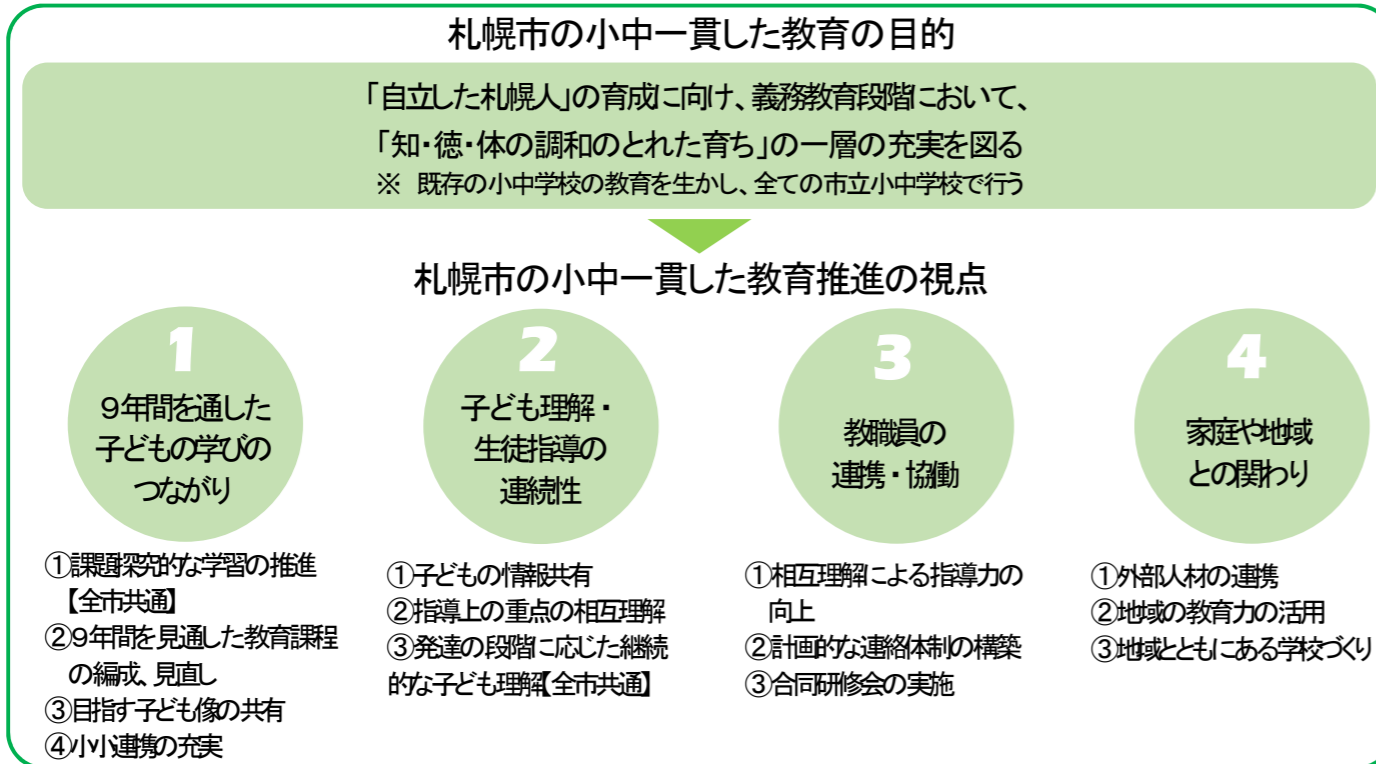 札幌市の小中一貫した教育の目的
「自立した札幌人」の育成に向け、義務教育段階において、
「知・徳・体の調和のとれた育ち」の一層の充実を図る
※ 既存の小中学校の教育を生かし、全ての市立小中学校で行う
札幌市の小中一貫した教育推進の視点
1
9年間を通した
子どもの学びの
つながり
①課題探究的な学習の推進
【全市共通】
②9年間を見通した教育課程
の編成、見直し
③目指す子ども像の共有
④小小連携の充実
2
子ども理解・
生徒指導の
連続性
①子どもの情報共有
②指導上の重点の相互理解
③発達の段階に応じた継続
的な子ども理解【全市共通】
3
教職員の
連携・協働
①相互理解による指導力の
向上
②計画的な連絡体制の構築
③合同研修会の実施
4
家庭や地域
との関わり
①外部人材の連携
②地域の教育力の活用
③地域とともにある学校づくり